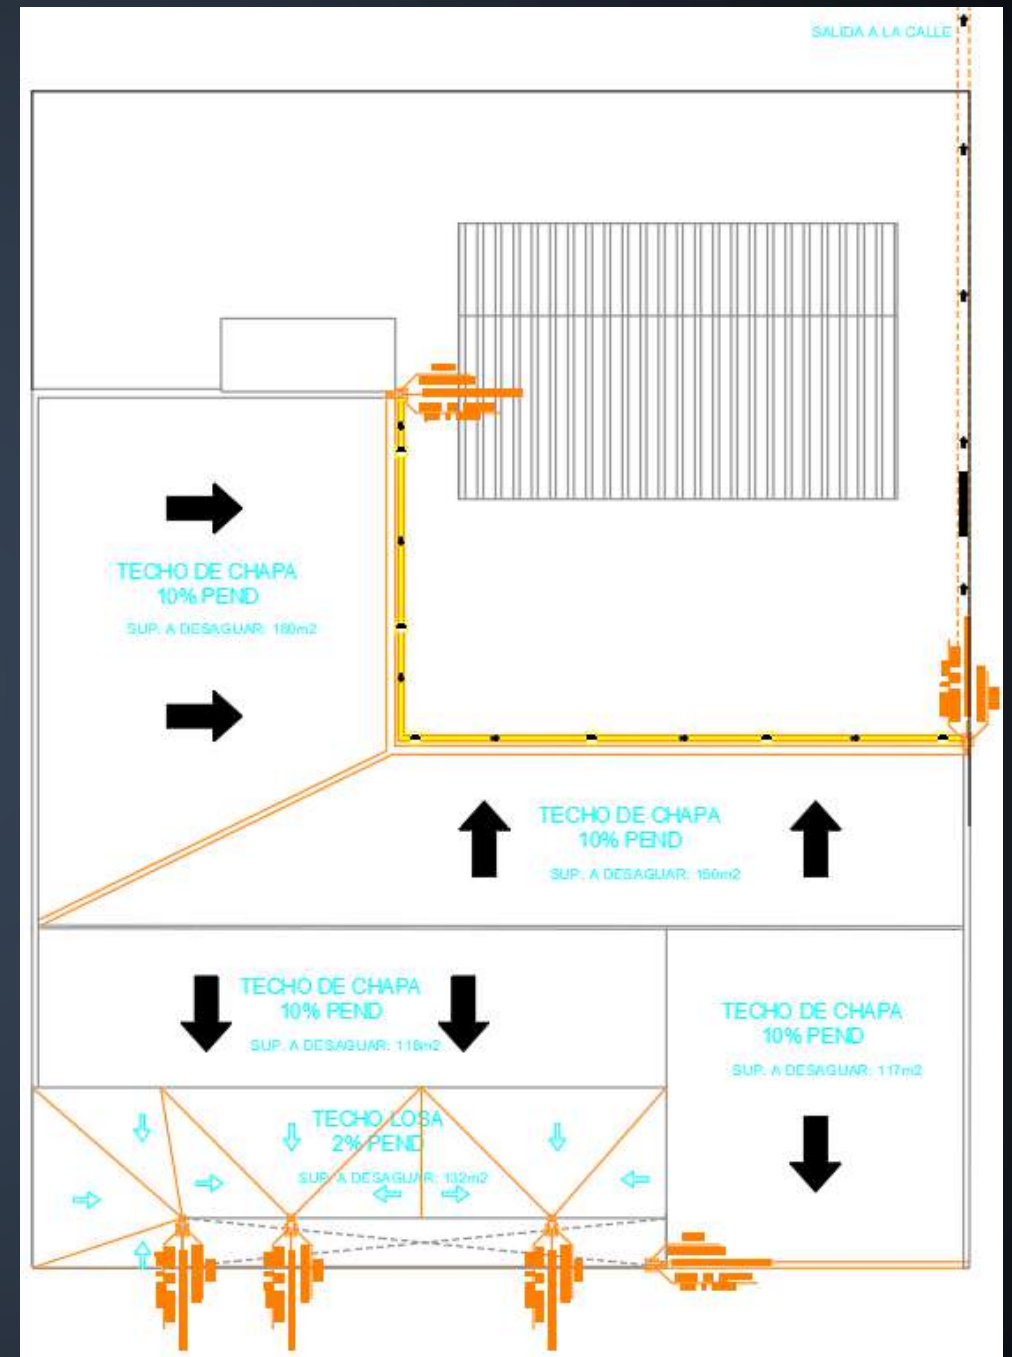 SALIDA A LA CALLE
TECHO DE CHAPA
10% PEND
SUP. A DESAGUAR: 180m2
TECHO DE CHAPA
10% PEND
SUP. A DESAGUAR: 156m2
TECHO DE CHAPA
10% PEND
SUP. A DESAGUAR: 118m2
TECHO DE CHAPA
10% PEND
SUP. A DESAGUAR: 117m2
TECHO LOSA
2% PEND
SUP. A DESAGUAR: 132m2